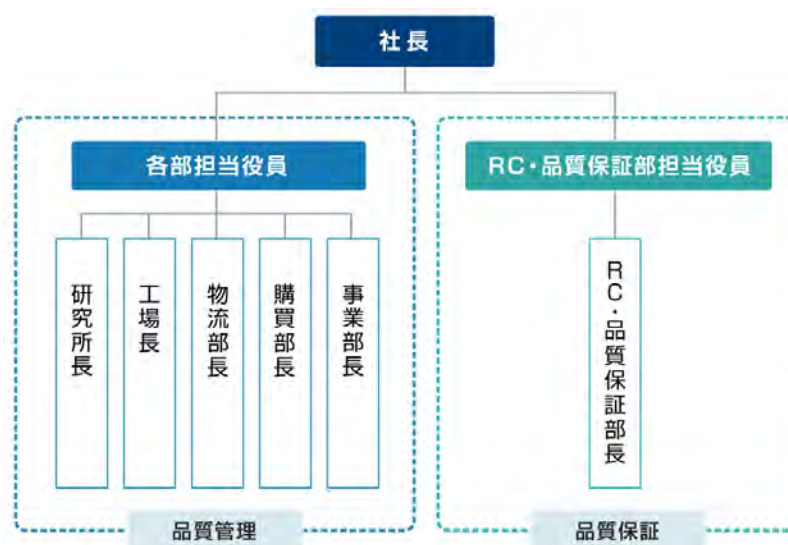 社長
各部担当役員
RC・品質保証部担当役員
研究所長
工場長
物流部長
購買部長
事業部長
RC・品質保証部長
品質管理
品質保証